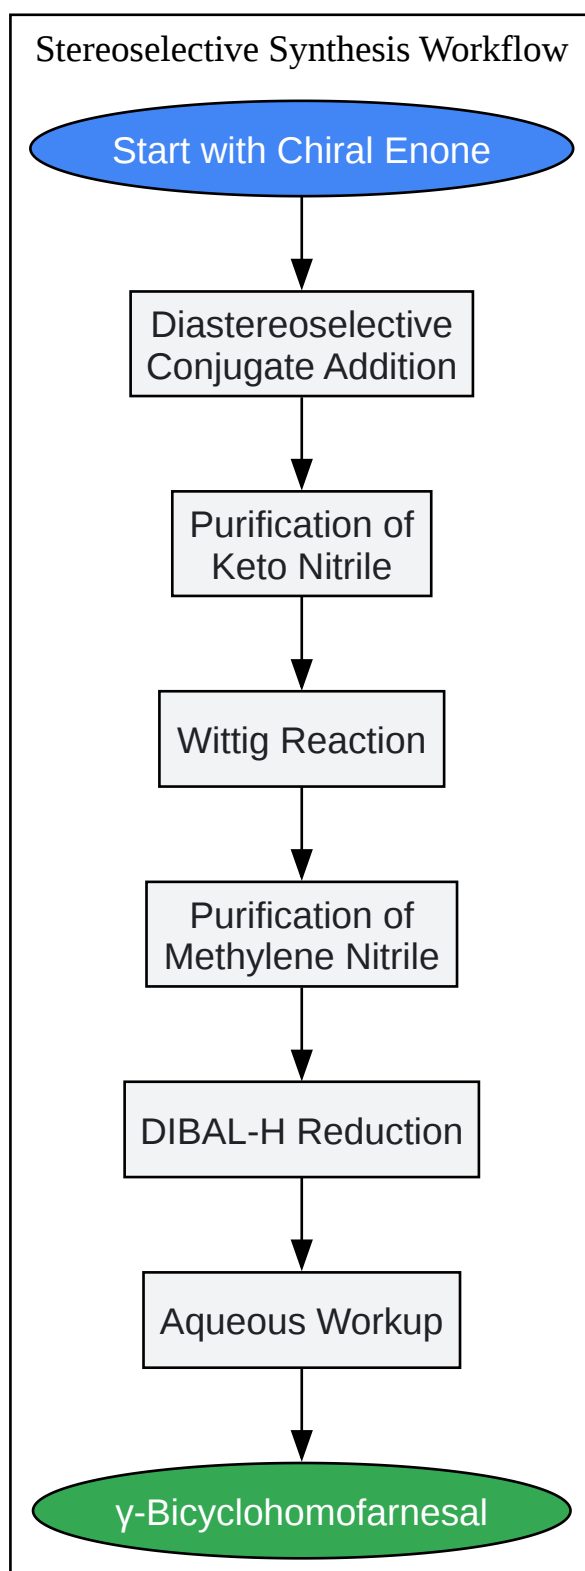 Stereoselective Synthesis Workflow
Start with Chiral Enone
Diastereoselective
Conjugate Addition
Purification of
Keto Nitrile
Wittig Reaction
Purification of
Methylene Nitrile
DIBAL-H Reduction
Aqueous Workup
γ-Bicyclohomofarnesal